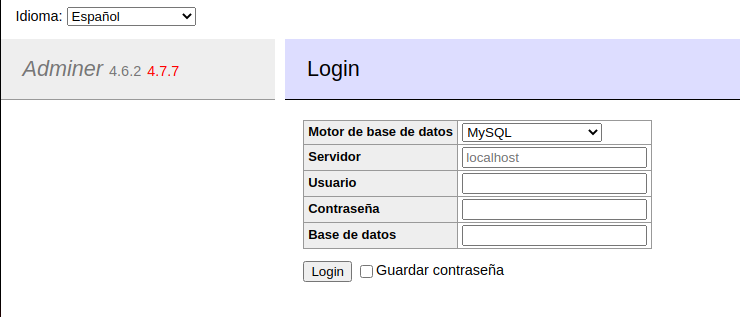 Idioma: Español
Adminer 4.6.2 4.7.7
Login
Motor de base de datos MySQL
Servidor localhost
Usuario
Contraseña
Base de datos
Login Guardar contraseña